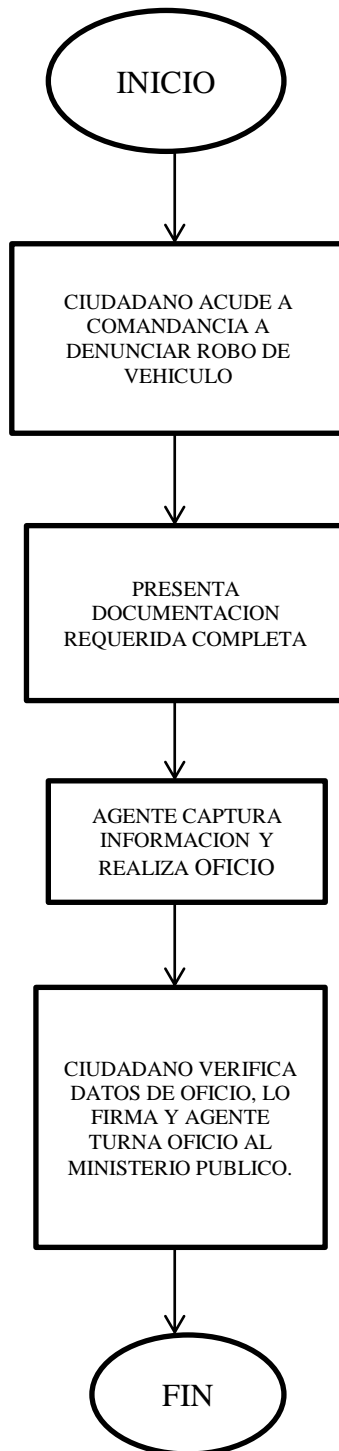 INICIO
CIUDADANO ACUDE A
COMANDANCIA A
DENUNCIAR ROBO DE
VEHICULO
PRESENTA
DOCUMENTACION
REQUERIDA COMPLETA
AGENTE CAPTURA
INFORMACION Y
REALIZA OFICIO
CIUDADANO VERIFICA
DATOS DE OFICIO, LO
FIRMA Y AGENTE
TURNA OFICIO AL
MINISTERIO PUBLICO.
FIN